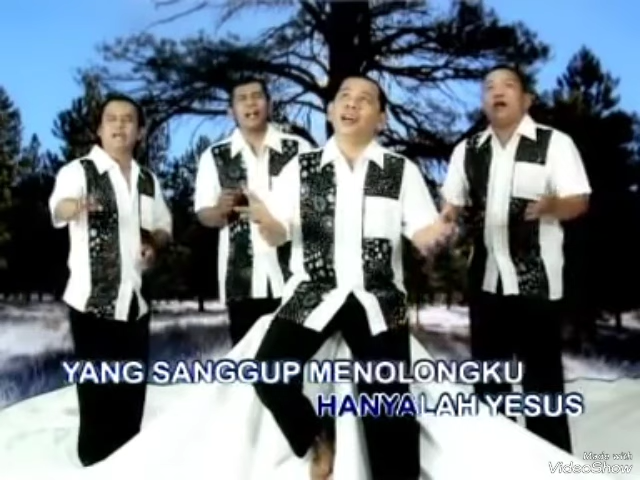 YANG SANGGUP MENOLONGKU
HANYALAH YESUS
Made with
VideoShow